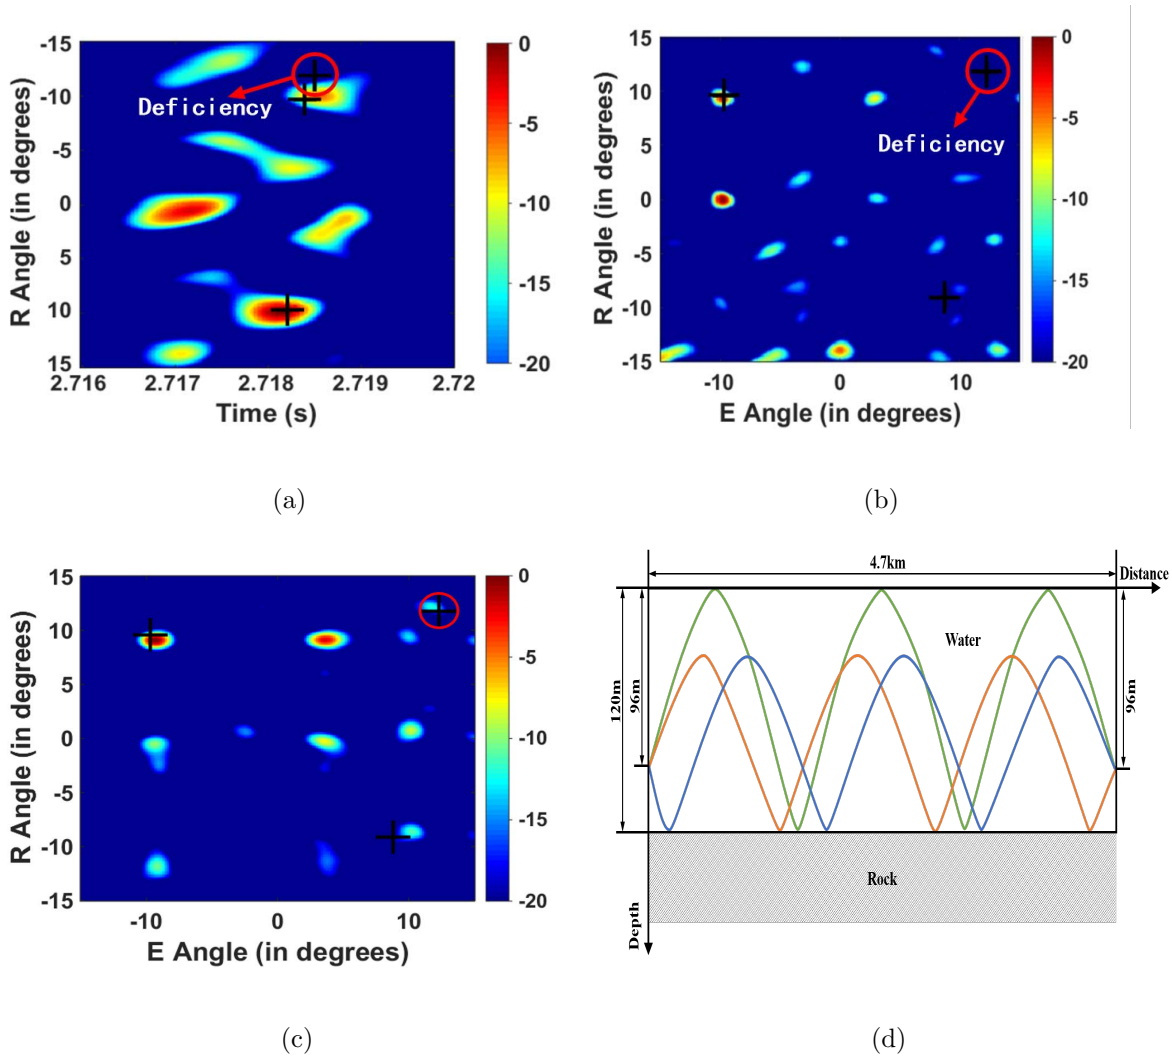 (a)
R Angle (in degrees)
-15
-10
-5
0
5
10
15
2.716
2.717
2.718
2.719
2.72
Time (s)
Deficiency
0
-5
-10
-15
-20
(b)
R Angle (in degrees)
15
10
5
0
-5
-10
-15
-10
0
10
E Angle (in degrees)
Deficiency
0
-5
-10
-15
-20
(c)
R Angle (in degrees)
15
10
5
0
-5
-10
-15
-10
0
10
E Angle (in degrees)
0
-5
-10
-15
-20
(d)
4.7km
Distance
120m
96m
Water
96m
Rock
Depth